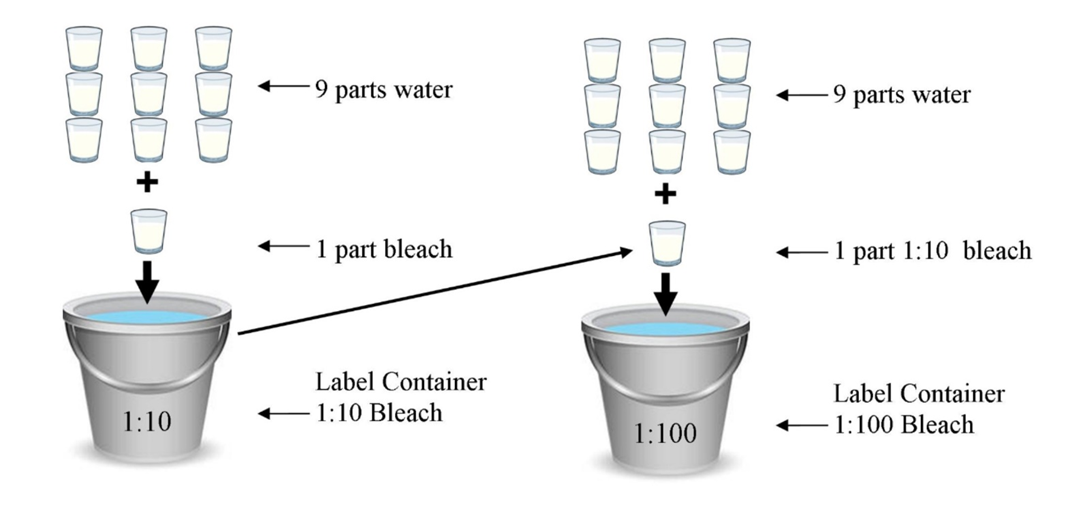 9 parts water
+
1 part bleach
Label Container
1:10 Bleach
1:10
9 parts water
+
1 part 1:10 bleach
Label Container
1:100 Bleach
1:100